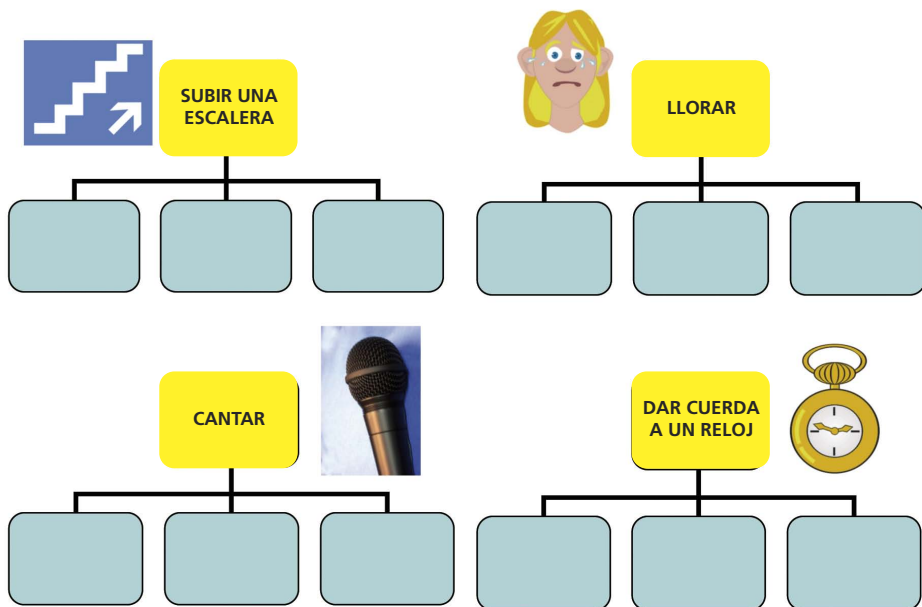 SUBIR UNA
ESCALERA
LLORAR
CANTAR
DAR CUERDA
A UN RELOJ